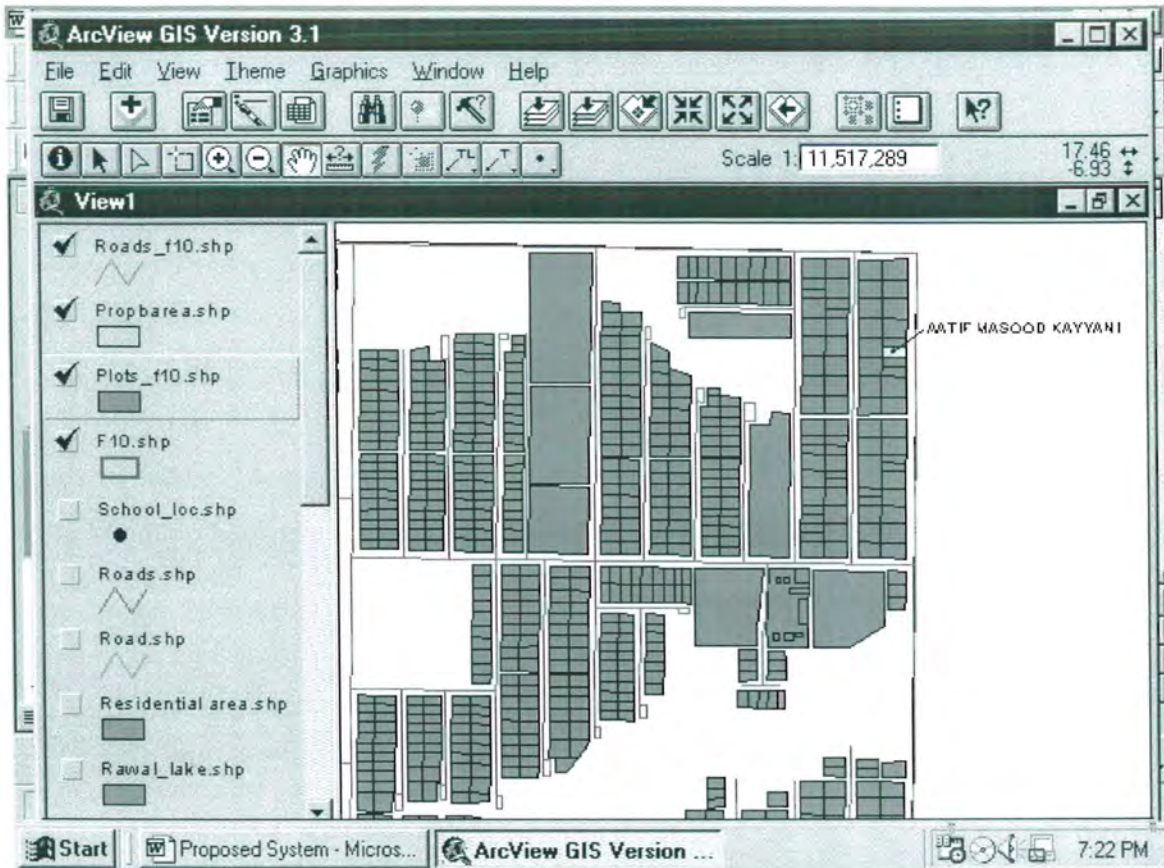 ArcView GIS Version 3.1
File Edit View Theme Graphics Window Help
Scale 1: 11,517,289
17.46
-6.93
View1
Roads_f10.shp
Propbarea.shp
Plots_f10.shp
F10.shp
School_loc.shp
Roads.shp
Road.shp
Residential area.shp
Rawal_lake.shp
AATIF MASOOD KAYYANI
Start
Proposed System - Micros...
ArcView GIS Version ...
7:22 PM